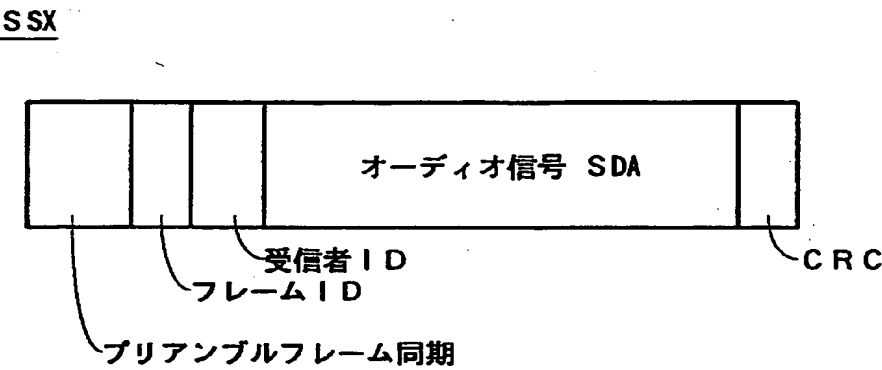 SSX
オーディオ信号 SDA
受信者ID
CRC
フレームID
プリアンブルフレーム同期